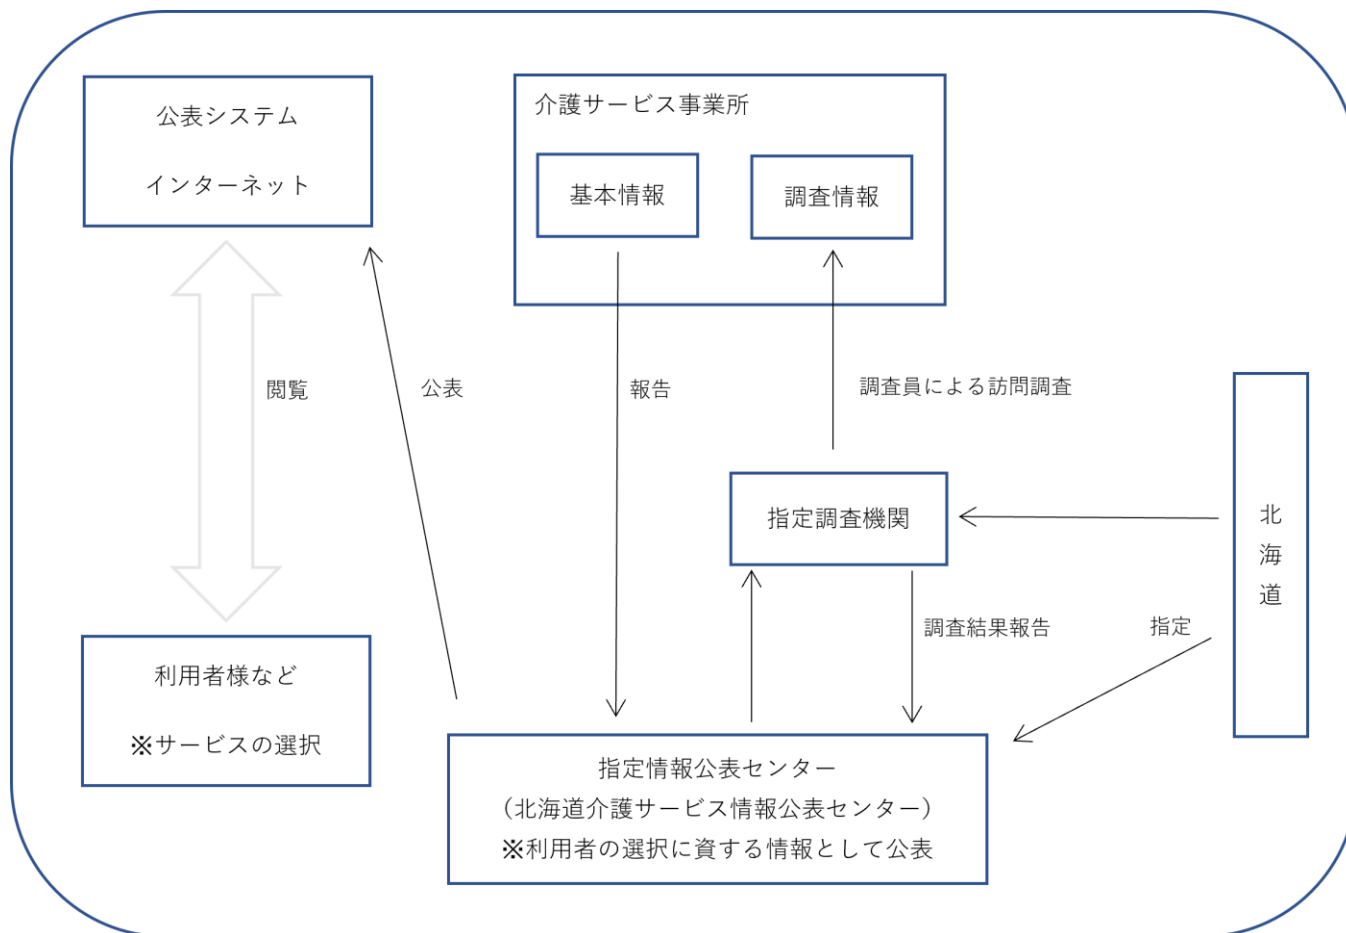 公表システム
インターネット
介護サービス事業所
基本情報
調査情報
閲覧
公表
報告
調査員による訪問調査
指定調査機関
北海道
調査結果報告
指定
利用者様など
※サービスの選択
指定情報公表センター
（北海道介護サービス情報公表センター）
※利用者の選択に資する情報として公表